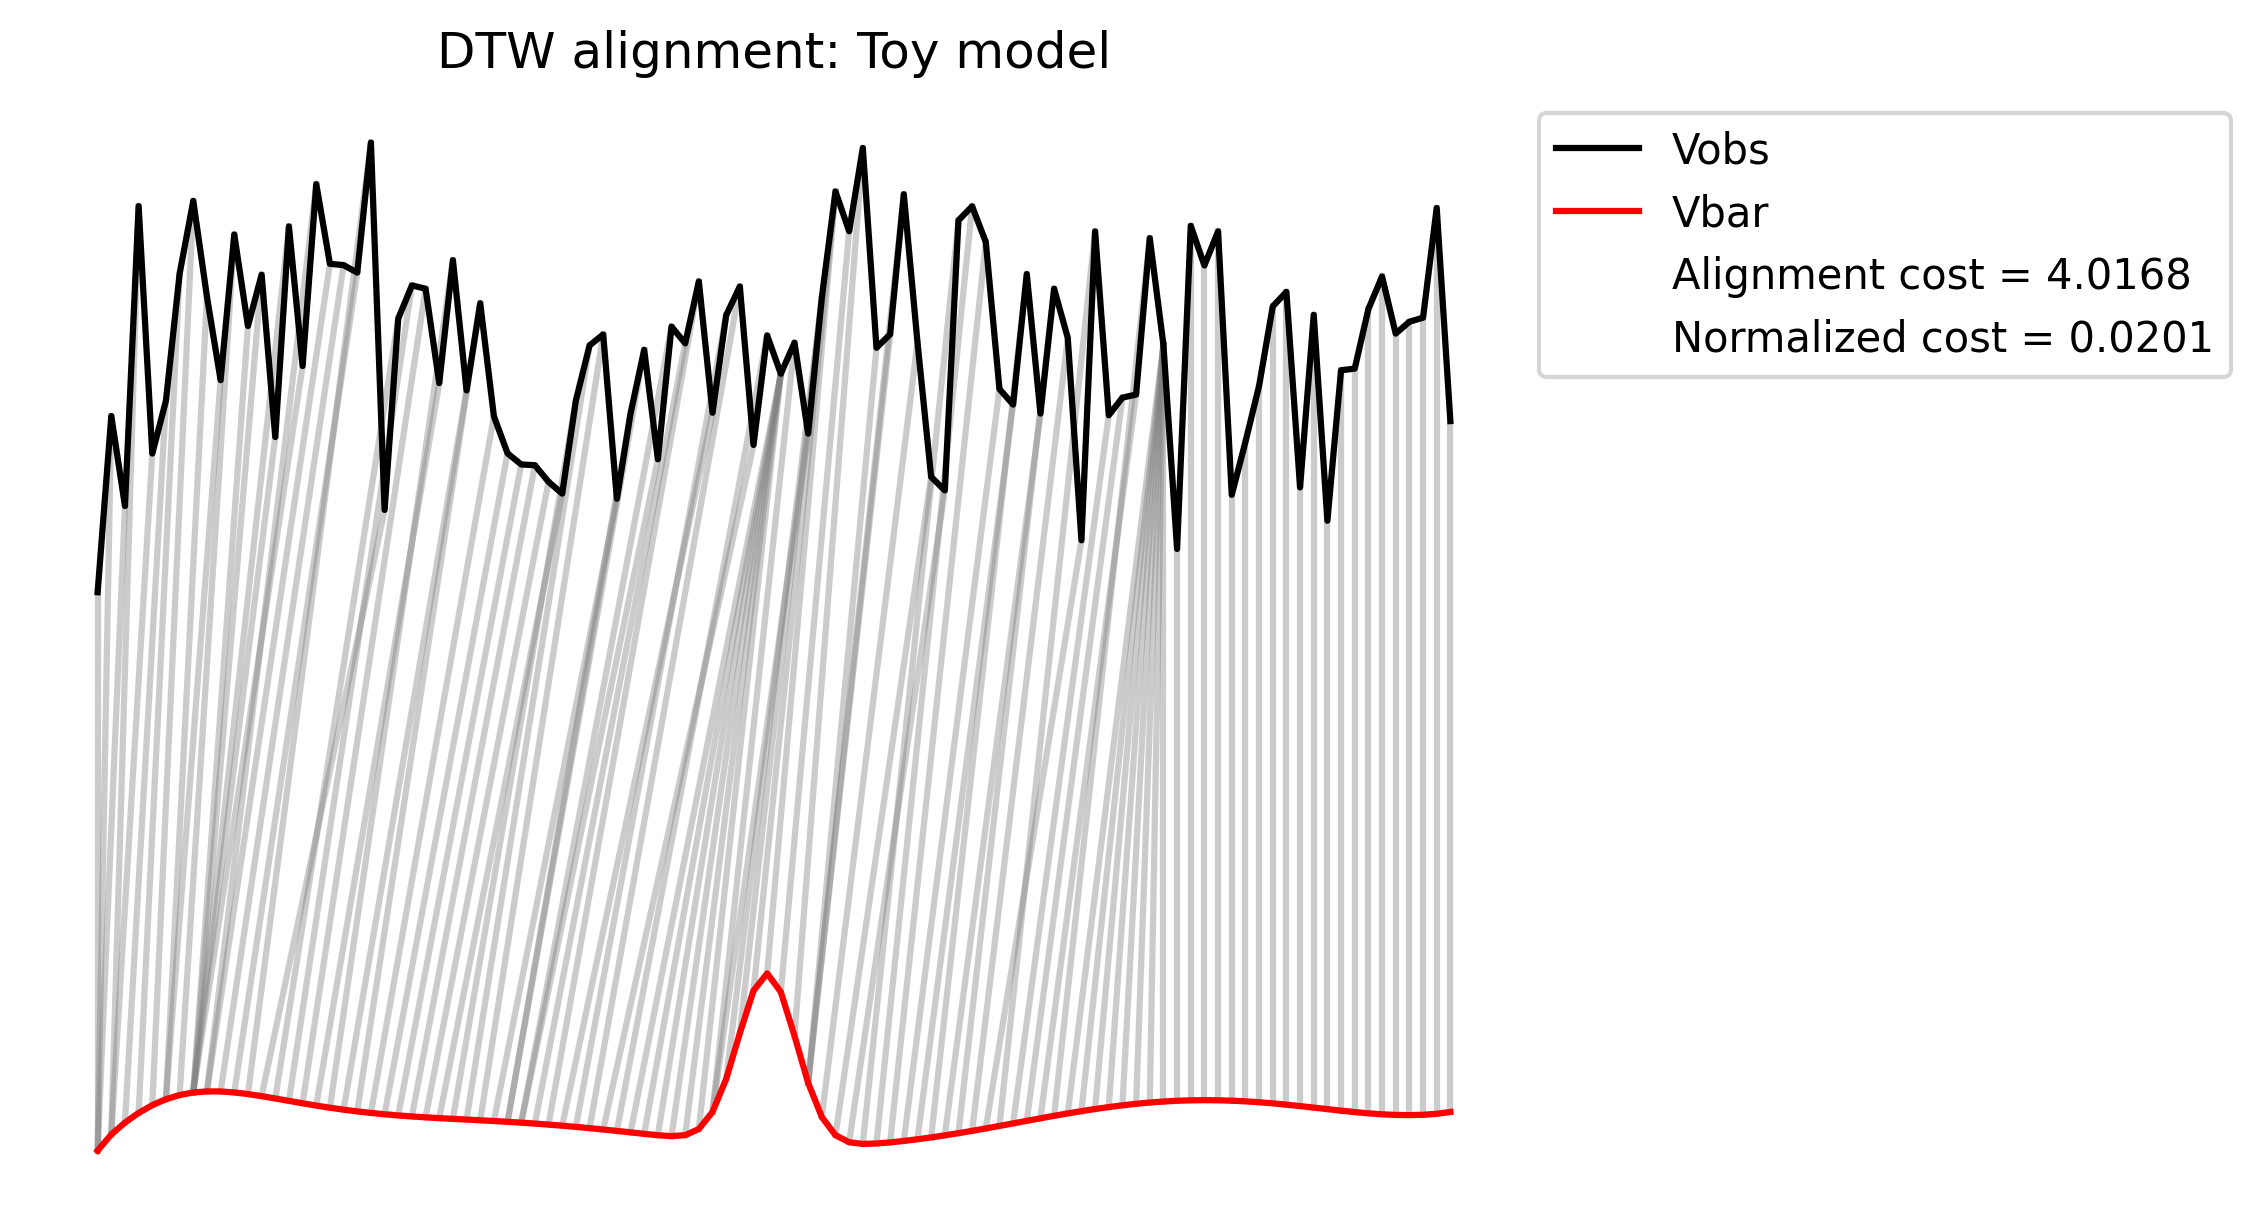 DTW alignment: Toy model
Vobs
Vbar
Alignment cost = 4.0168
Normalized cost = 0.0201